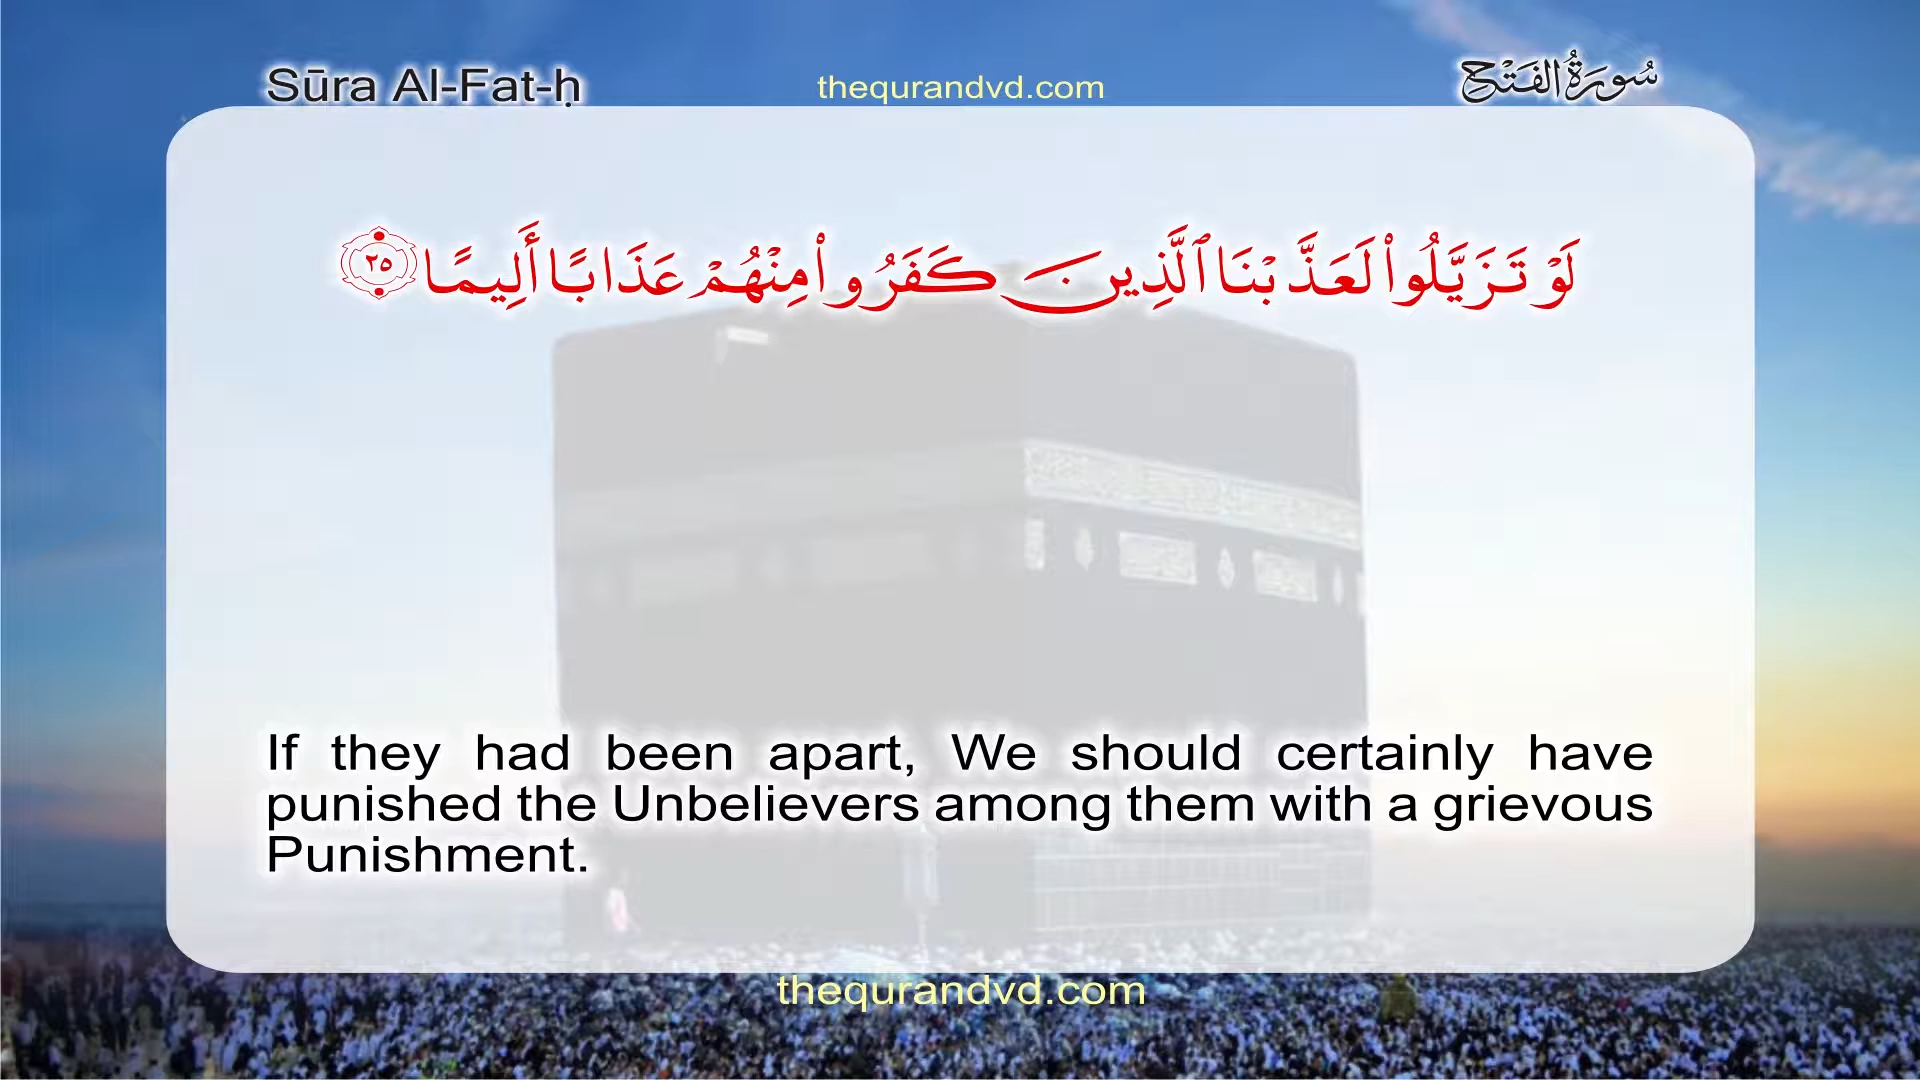 Sūra Al-Fat-ḥ
thequrandvd.com
سُورَةُ الفَتْح
لَوْ تَزَيَّلُوا۟ لَعَذَّبْنَا ٱلَّذِينَ كَفَرُوا۟ مِنْهُمْ عَذَابًا أَلِيمًا ٢٥
If they had been apart, We should certainly have
punished the Unbelievers among them with a grievous
Punishment.
thequrandvd.com